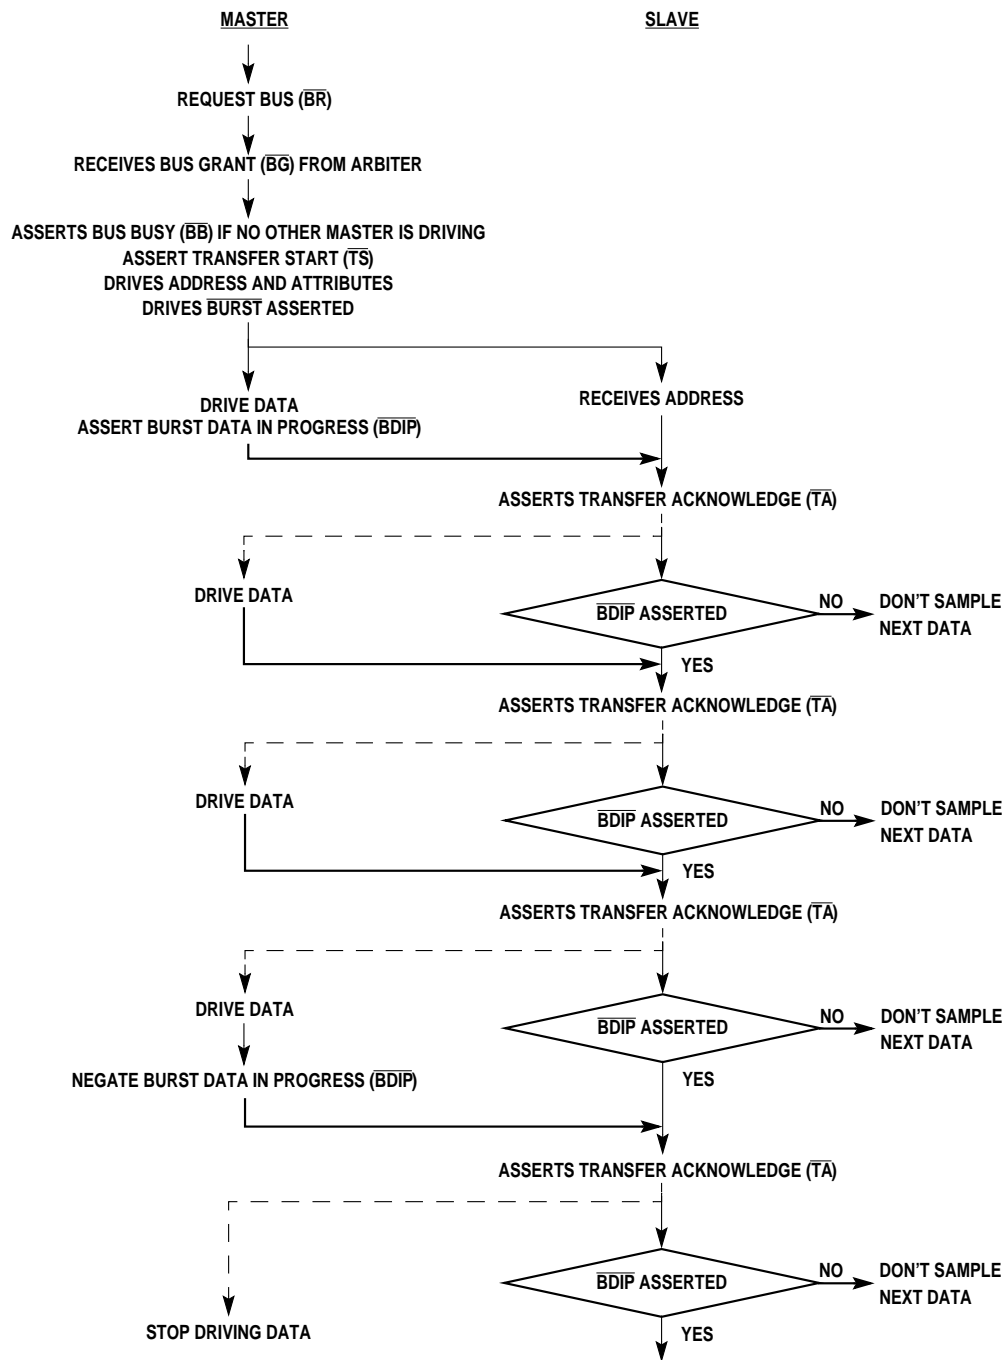 MASTER
SLAVE
REQUEST BUS (BR)
RECEIVES BUS GRANT (BG) FROM ARBITER
ASSERTS BUS BUSY (BB) IF NO OTHER MASTER IS DRIVING
ASSERT TRANSFER START (TS)
DRIVES ADDRESS AND ATTRIBUTES
DRIVES BURST ASSERTED
RECEIVES ADDRESS
DRIVE DATA
ASSERT BURST DATA IN PROGRESS (BDIP)
ASSERTS TRANSFER ACKNOWLEDGE (TA)
DRIVE DATA
BDIP ASSERTED
NO
DON'T SAMPLE
NEXT DATA
YES
ASSERTS TRANSFER ACKNOWLEDGE (TA)
DRIVE DATA
BDIP ASSERTED
NO
DON'T SAMPLE
NEXT DATA
YES
ASSERTS TRANSFER ACKNOWLEDGE (TA)
DRIVE DATA
BDIP ASSERTED
NO
DON'T SAMPLE
NEXT DATA
NEGATE BURST DATA IN PROGRESS (BDIP)
YES
ASSERTS TRANSFER ACKNOWLEDGE (TA)
BDIP ASSERTED
NO
DON'T SAMPLE
NEXT DATA
STOP DRIVING DATA
YES